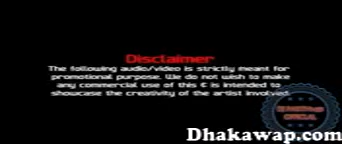 Disclaimer
The following audio/video is strictly meant for
promotional purpose. We do not wish to make
any commercial use of this & is intended to
showcase the creativity of the artist involved
Dhakawap.com